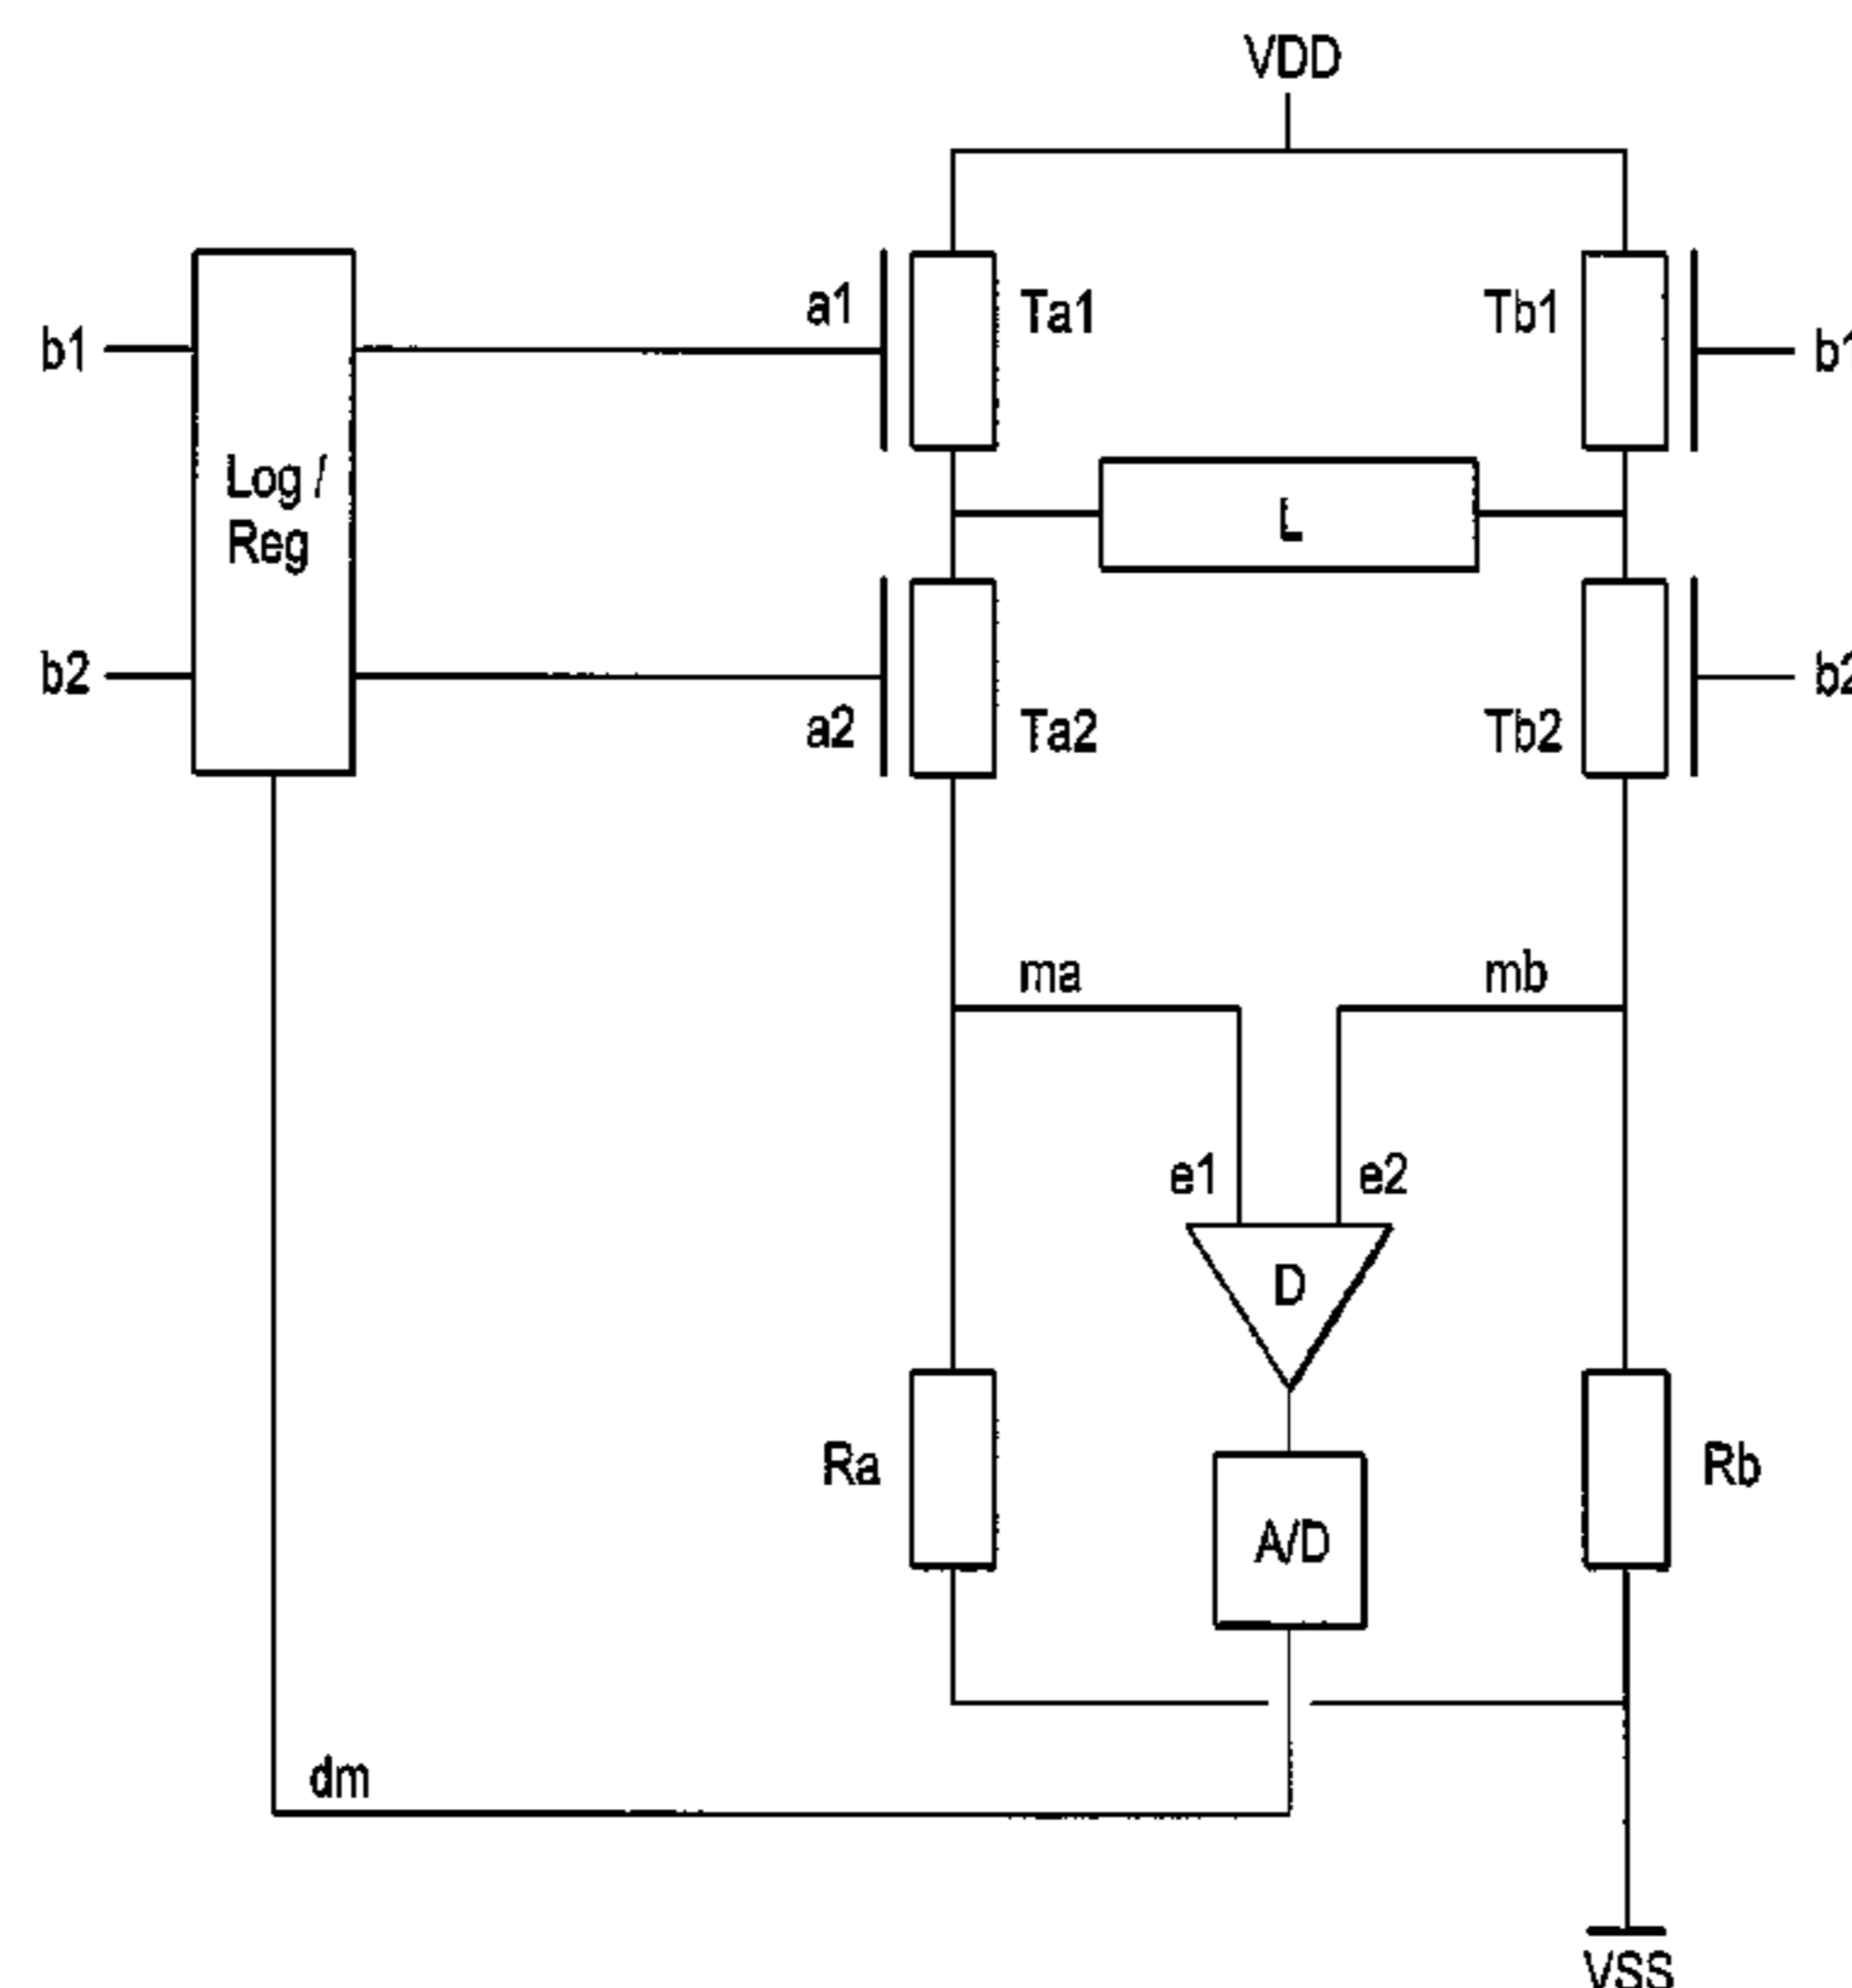 VDD
a1
Ta1
Tb1
b1
b1
Log /
Reg
L
b2
a2
Ta2
Tb2
b2
ma
mb
e1
e2
D
Ra
Rb
A/D
dm
VSS